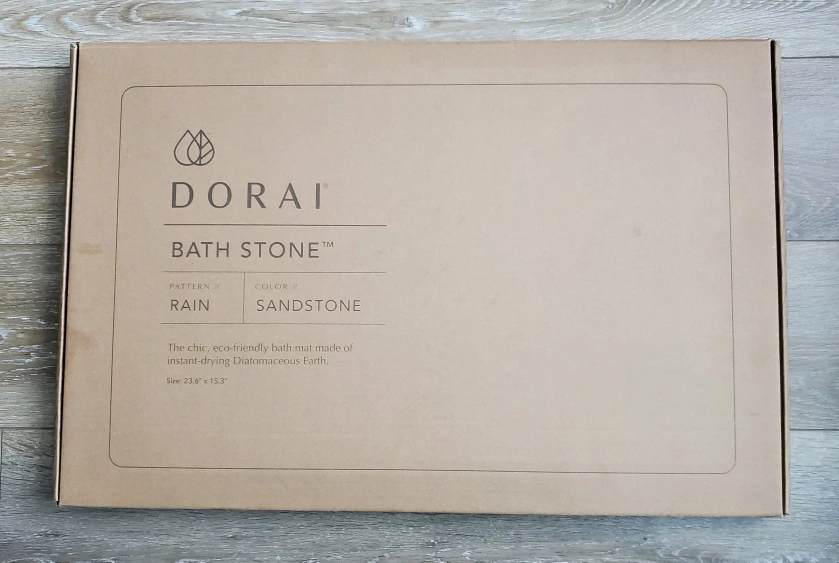 DORAI®
BATH STONE™
PATTERN //
RAIN
COLOR //
SANDSTONE
The chic, eco-friendly bath mat made of
instant-drying Diatomaceous Earth.
Size: 23.6" x 15.3"